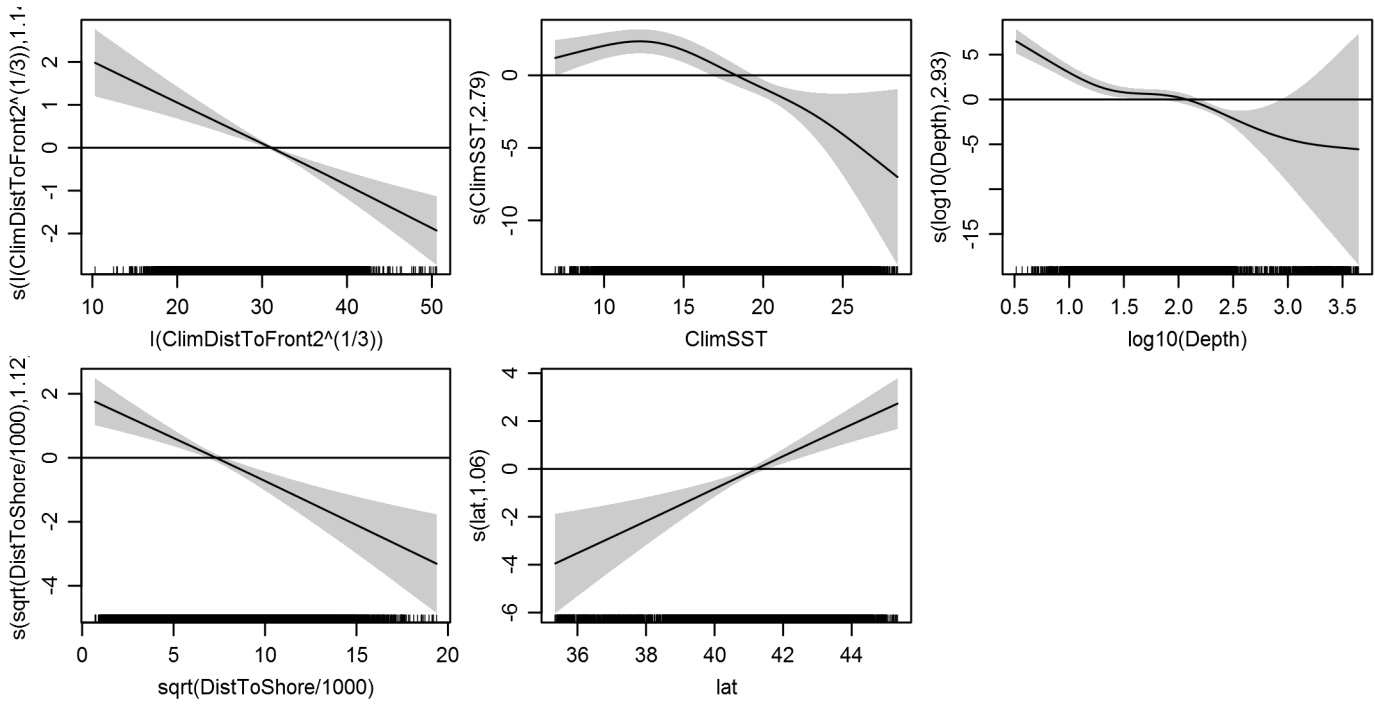 s(I(ClimDistToFront2^(1/3)),1.14
2
1
0
-1
-2
10 20 30 40 50
I(ClimDistToFront2^(1/3))
s(ClimSST,2.79)
0
-5
-10
10 15 20 25
ClimSST
s(log10(Depth),2.93)
5
0
-5
-15
0.5 1.0 1.5 2.0 2.5 3.0 3.5
log10(Depth)
s(sqrt(DistToShore/1000),1.12)
2
0
-2
-4
0 5 10 15 20
sqrt(DistToShore/1000)
s(lat,1.06)
4
2
0
-2
-4
-6
36 38 40 42 44
lat